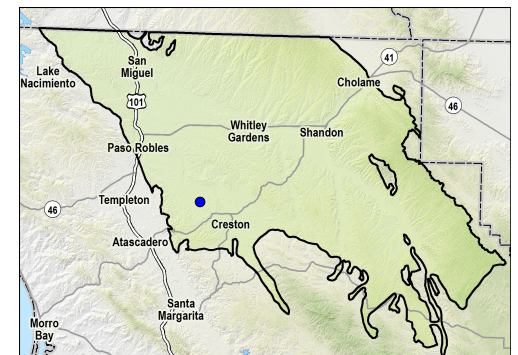 San
Miguel
41
Lake
Nacimiento
Cholame
101
46
Whitley
Gardens
Shandon
Paso Robles
Templeton
46
Creston
Atascadero
Santa
Margarita
Morro
Bay